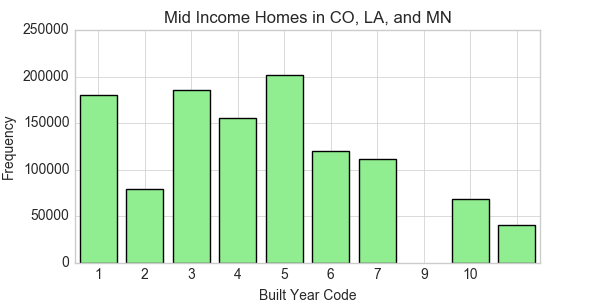 Mid Income Homes in CO, LA, and MN
250000
200000
150000
100000
50000
0
Frequency
1 2 3 4 5 6 7 9 10
Built Year Code